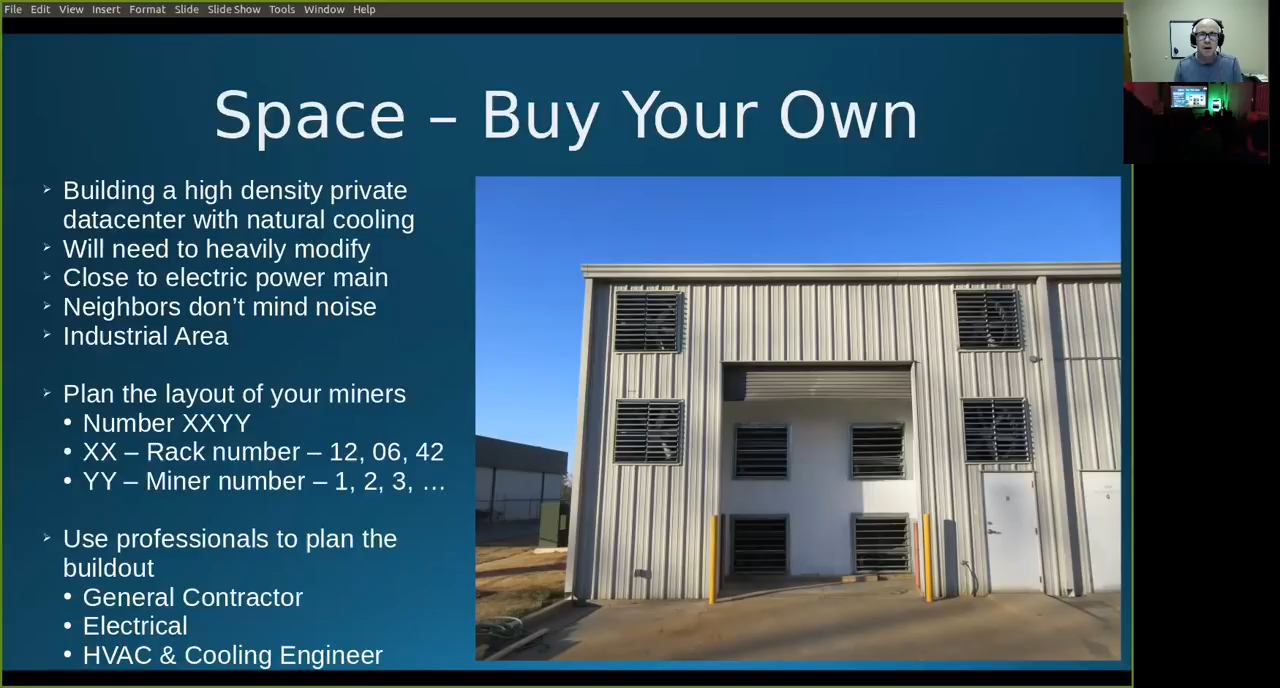 File Edit View Insert Format Slide Slide Show Tools Window Help
Space – Buy Your Own
Building a high density private
datacenter with natural cooling
Will need to heavily modify
Close to electric power main
Neighbors don’t mind noise
Industrial Area
Plan the layout of your miners
Number XXYY
XX – Rack number – 12, 06, 42
YY – Miner number – 1, 2, 3, …
Use professionals to plan the
buildout
General Contractor
Electrical
HVAC & Cooling Engineer